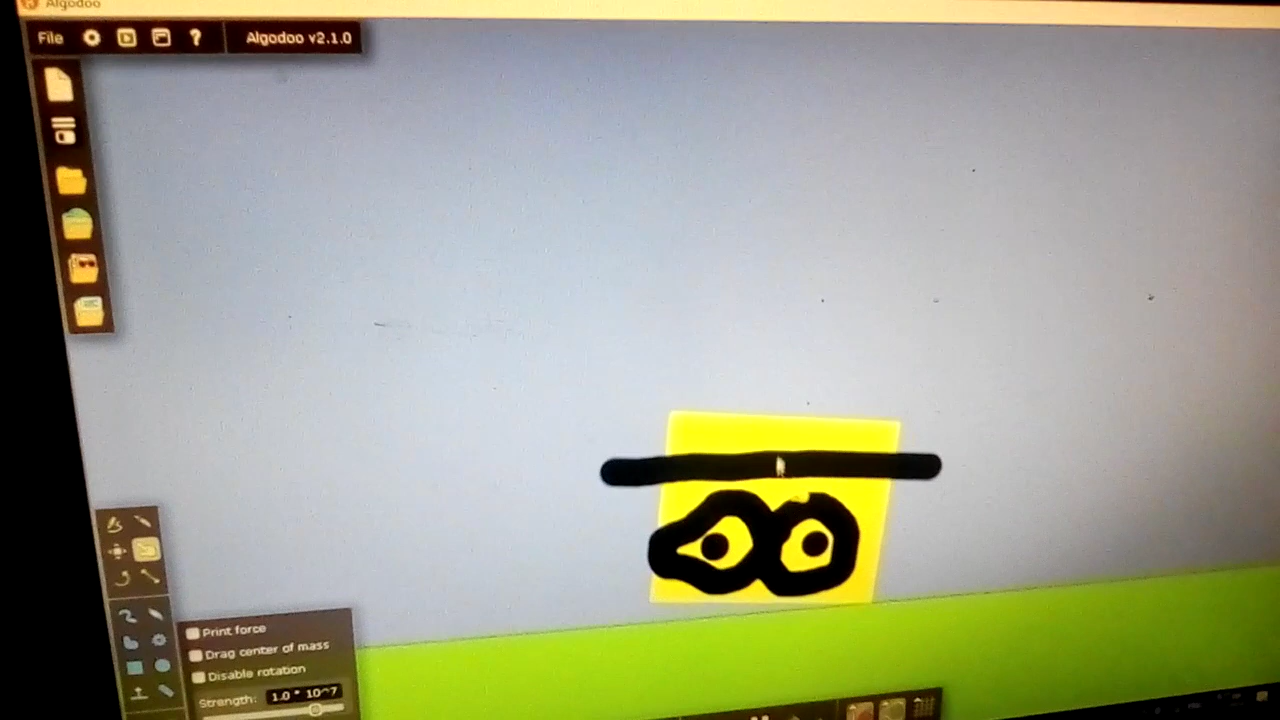 Algodoo
File ? Algodoo v2.1.0
Print force
Drag center of mass
Disable rotation
Strength: 1.0 * 10^7